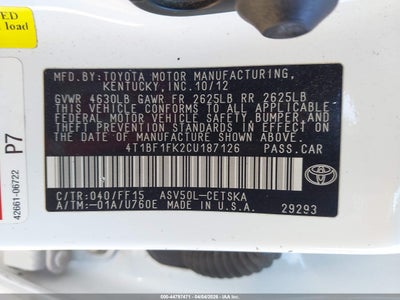 ED
load
P7
42661-06722
MFD.BY:TOYOTA MOTOR MANUFACTURING,
KENTUCKY,INC.10/12
GVWR 4630LB GAWR FR 2625LB RR 2625LB
THIS VEHICLE CONFORMS TO ALL APPLICABLE
FEDERAL MOTOR VEHICLE SAFETY, BUMPER, AND
THEFT PREVENTION STANDARDS IN EFFECT ON
THE DATE OF MANUFACTURE SHOWN ABOVE.
4T1BF1FK2CU187126 PASS.CAR
C/TR:040/FF15 ASV50L-CETSKA
A/TM:-01A/U760E MADE IN U.S.A. 29293
000-44797471 - 04/04/2026 - IAAI.COM